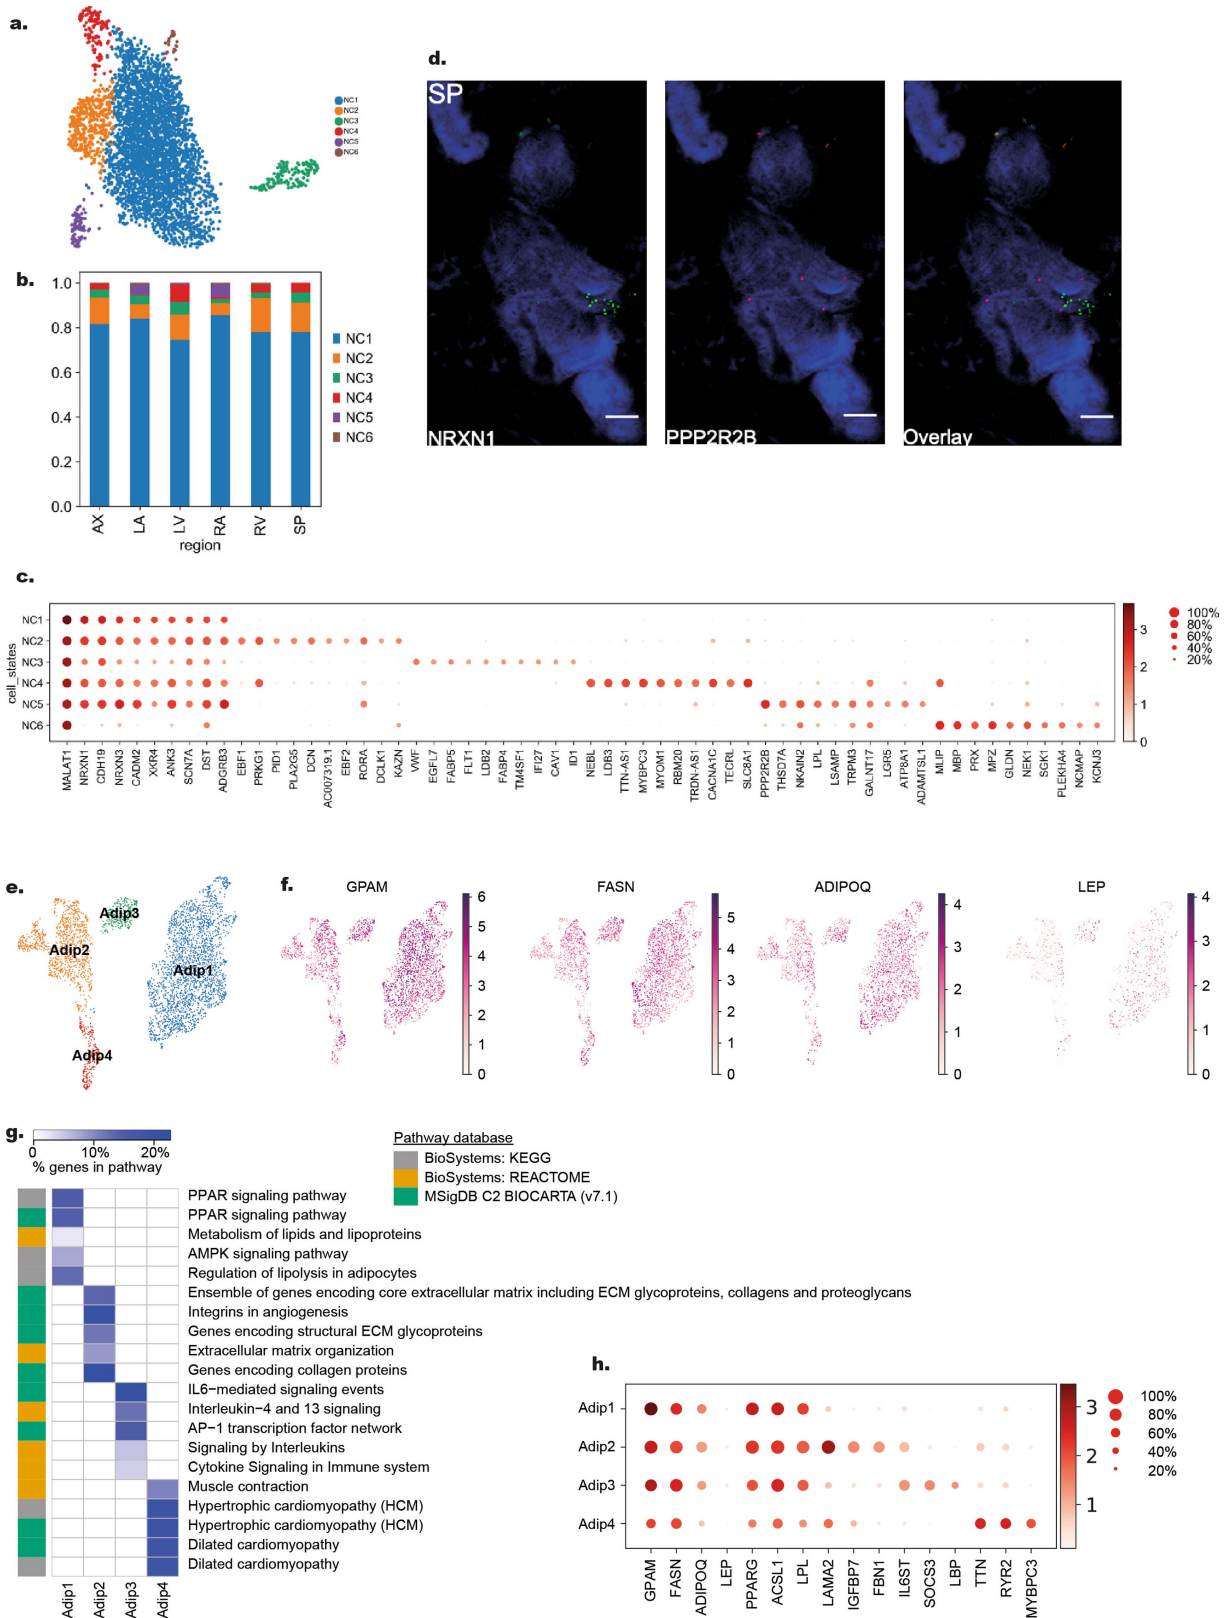 a.
NC1
NC2
NC3
NC4
NC5
NC6
b.
1.0
0.8
0.6
0.4
0.2
0.0
AX
LA
LV
RA
RV
SP
region
NC1
NC2
NC3
NC4
NC5
NC6
d.
SP
NRXN1
PPP2R2B
Overlay
c.
cell_states
NC1
NC2
NC3
NC4
NC5
NC6
MALAT1
NRXN1
CDH19
NRXN3
CADM2
XKR4
ANK3
SCN7A
DST
ADGRB3
EBF1
PRKG1
PID1
PLA2G5
DCN
AC007319.1
EBF2
RORA
DCLK1
KAZN
VWF
EGFL7
FABP5
FLT1
LDB2
FABP4
TM4SF1
IFI27
CAV1
ID1
NEBL
LDB3
TTN-AS1
MYBPC3
MYOM1
RBM20
TRDN-AS1
CACNA1C
TECRL
SLC8A1
PPP2R2B
THSD7A
NKAIN2
LPL
LSAMP
TRPM3
GALNT17
LGR5
ATP8A1
ADAMTSL1
MLIP
MBP
PRX
MPZ
GLDN
NEK1
SGK1
PLEKHA4
NCMAP
KCNJ3
3
2
1
0
100%
80%
60%
40%
20%
e.
Adip3
Adip2
Adip1
Adip4
f.
GPAM
6
5
4
3
2
1
0
FASN
5
4
3
2
1
0
ADIPOQ
4
3
2
1
0
LEP
4
3
2
1
0
g.
0 10% 20%
% genes in pathway
Pathway database
BioSystems: KEGG
BioSystems: REACTOME
MSigDB C2 BIOCARTA (v7.1)
PPAR signaling pathway
PPAR signaling pathway
Metabolism of lipids and lipoproteins
AMPK signaling pathway
Regulation of lipolysis in adipocytes
Ensemble of genes encoding core extracellular matrix including ECM glycoproteins, collagens and proteoglycans
Integrins in angiogenesis
Genes encoding structural ECM glycoproteins
Extracellular matrix organization
Genes encoding collagen proteins
IL6−mediated signaling events
Interleukin−4 and 13 signaling
AP−1 transcription factor network
Signaling by Interleukins
Cytokine Signaling in Immune system
Muscle contraction
Hypertrophic cardiomyopathy (HCM)
Hypertrophic cardiomyopathy (HCM)
Dilated cardiomyopathy
Dilated cardiomyopathy
Adip1
Adip2
Adip3
Adip4
h.
Adip1
Adip2
Adip3
Adip4
GPAM
FASN
ADIPOQ
LEP
PPARG
ACSL1
LPL
LAMA2
IGFBP7
FBN1
IL6ST
SOCS3
LBP
TTN
RYR2
MYBPC3
3
2
1
100%
80%
60%
40%
20%